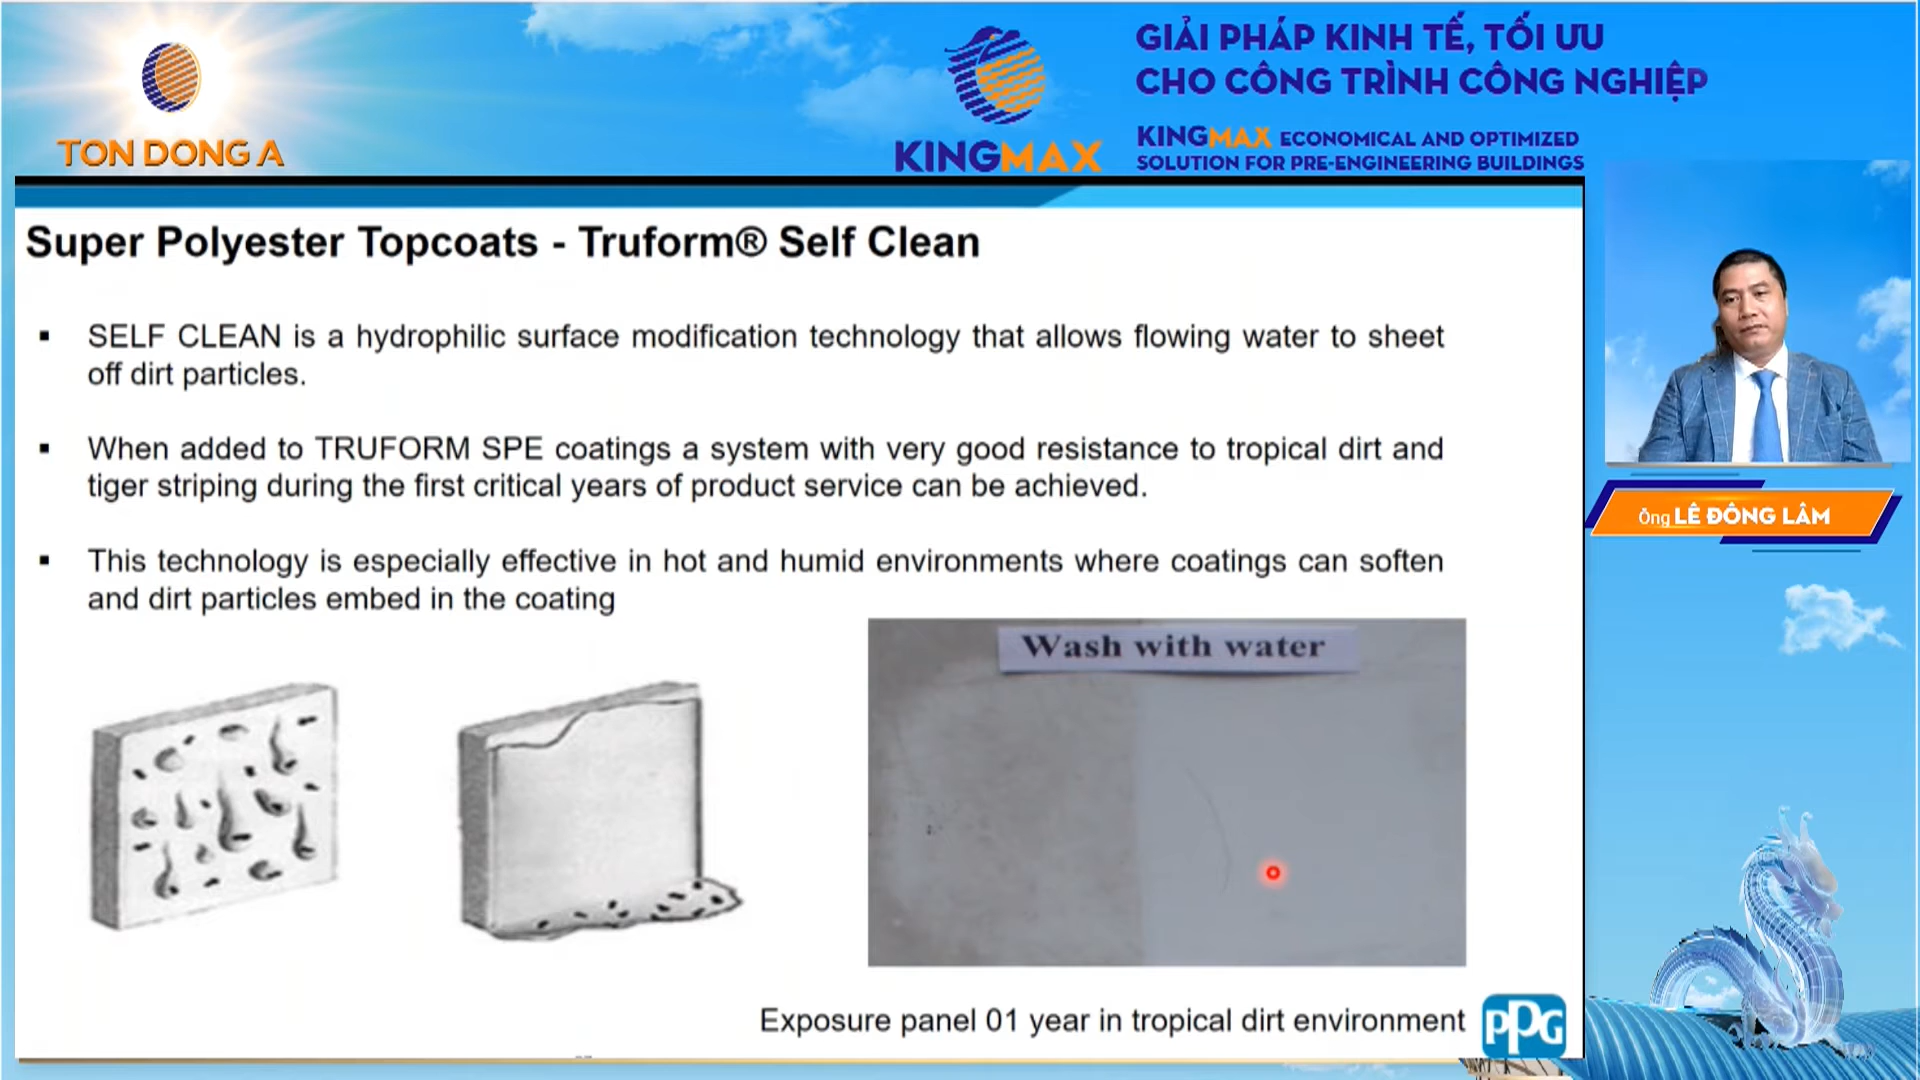 TON DONG A
KINGMAX
GIẢI PHÁP KINH TẾ, TỐI ƯU
CHO CÔNG TRÌNH CÔNG NGHIỆP
KINGMAX ECONOMICAL AND OPTIMIZED
SOLUTION FOR PRE-ENGINEERING BUILDINGS
Super Polyester Topcoats - Truform® Self Clean
▪ SELF CLEAN is a hydrophilic surface modification technology that allows flowing water to sheet
off dirt particles.
▪ When added to TRUFORM SPE coatings a system with very good resistance to tropical dirt and
tiger striping during the first critical years of product service can be achieved.
▪ This technology is especially effective in hot and humid environments where coatings can soften
and dirt particles embed in the coating
Wash with water
Exposure panel 01 year in tropical dirt environment
PPG
Ông LÊ ĐÔNG LÂM